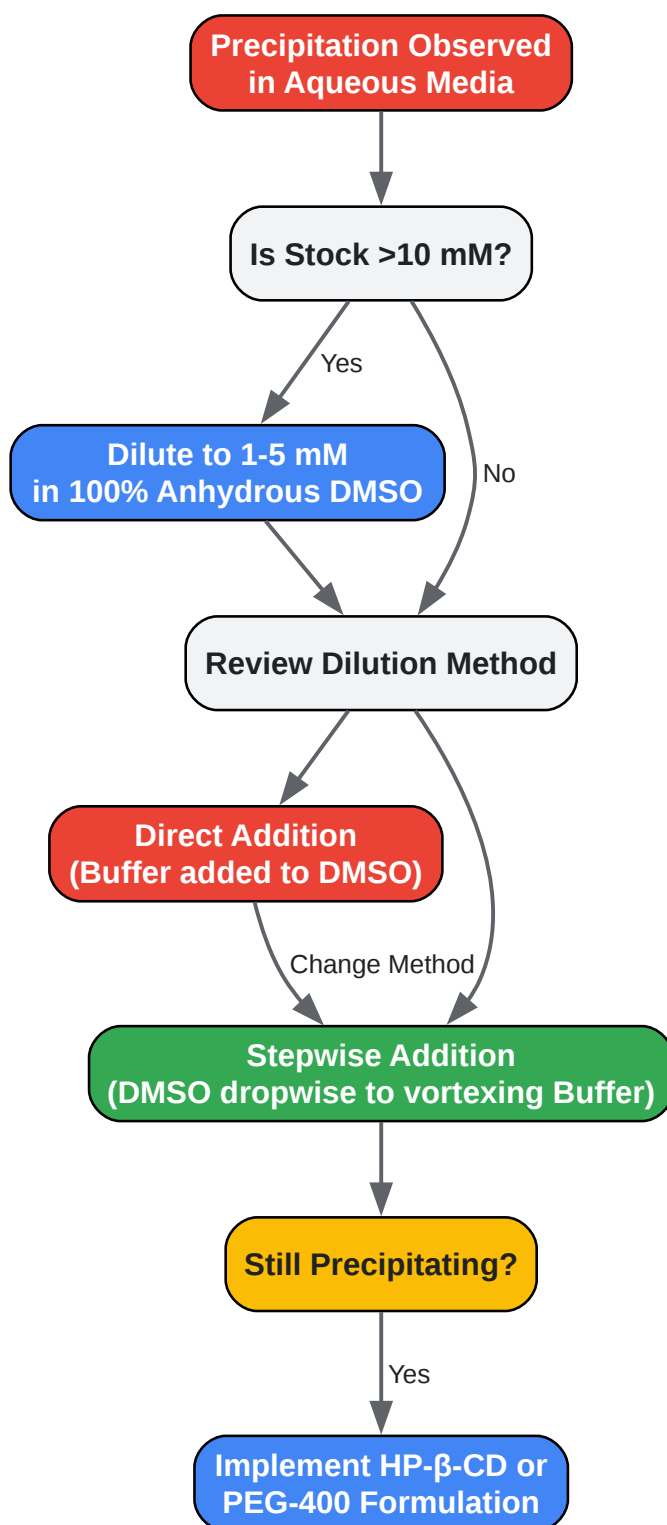 Precipitation Observed
in Aqueous Media
Is Stock >10 mM?
Yes
Dilute to 1-5 mM
in 100% Anhydrous DMSO
No
Review Dilution Method
Direct Addition
(Buffer added to DMSO)
Change Method
Stepwise Addition
(DMSO dropwise to vortexing Buffer)
Still Precipitating?
Yes
Implement HP-β-CD or
PEG-400 Formulation